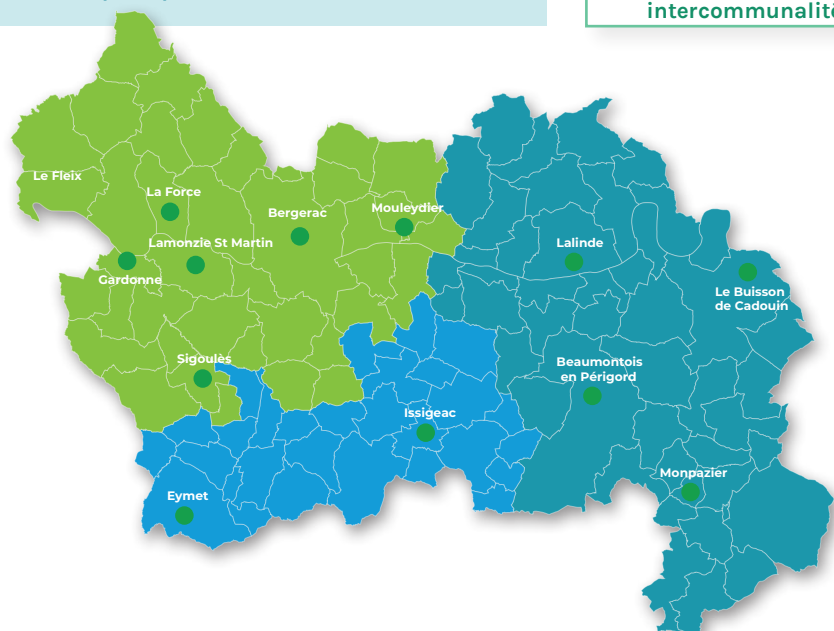 intercommunalité
Le Fleix
La Force
Bergerac
Mouleydier
Lamonzie St Martin
Gardonne
Lalinde
Le Buisson
de Cadouin
Sigoulès
Beaumontois
en Périgord
Issigeac
Monpazier
Eymet